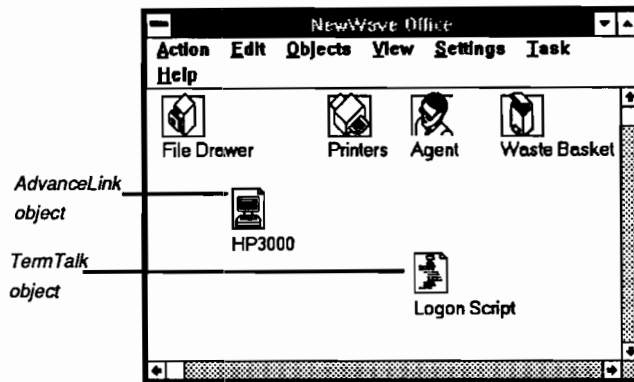 NewWave Office
Action Edit Objects View Settings Task
Help
File Drawer Printers Agent Waste Basket
AdvanceLink
object
HP3000
TermTalk
object
Logon Script